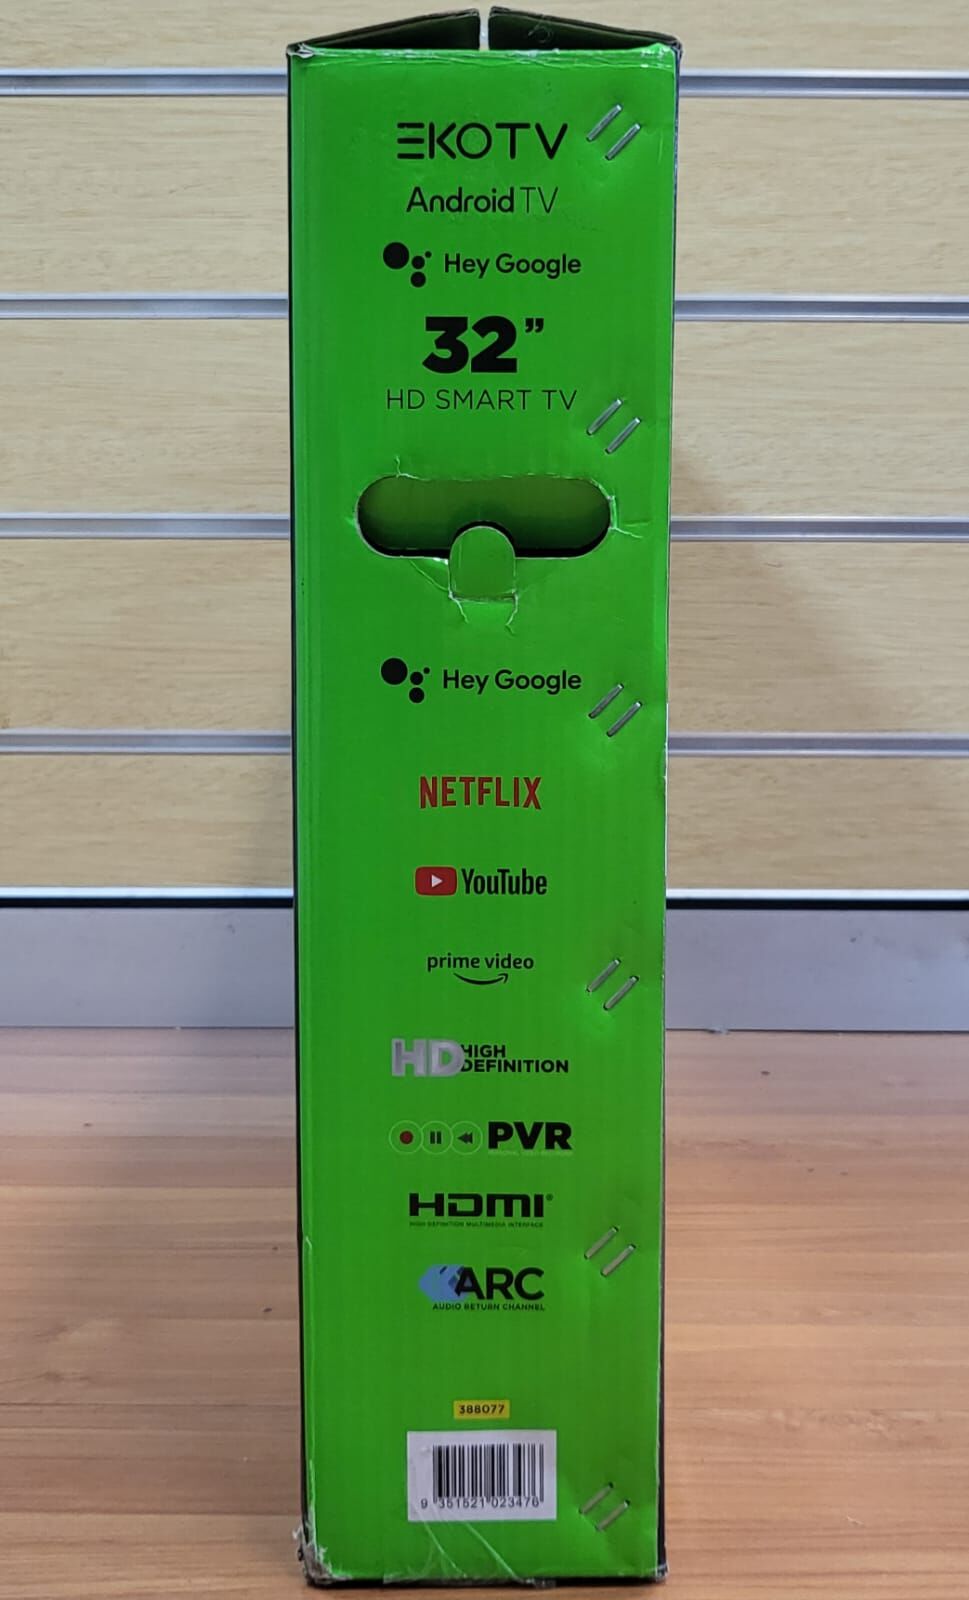 EKOTV
Android TV
Hey Google
32”
HD SMART TV
Hey Google
NETFLIX
YouTube
prime video
HD HIGH
DEFINITION
PVR
HDMI®
HIGH DEFINITION MULTIMEDIA INTERFACE
ARC
AUDIO RETURN CHANNEL
388077
9 351521 023476